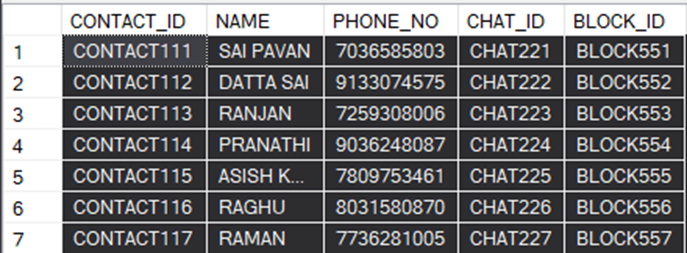 CONTACT_ID NAME PHONE_NO CHAT_ID BLOCK_ID
1 CONTACT111 SAI PAVAN 7036585803 CHAT221 BLOCK551
2 CONTACT112 DATTA SAI 9133074575 CHAT222 BLOCK552
3 CONTACT113 RANJAN 7259308006 CHAT223 BLOCK553
4 CONTACT114 PRANATHI 9036248087 CHAT224 BLOCK554
5 CONTACT115 ASISH K... 7809753461 CHAT225 BLOCK555
6 CONTACT116 RAGHU 8031580870 CHAT226 BLOCK556
7 CONTACT117 RAMAN 7736281005 CHAT227 BLOCK557